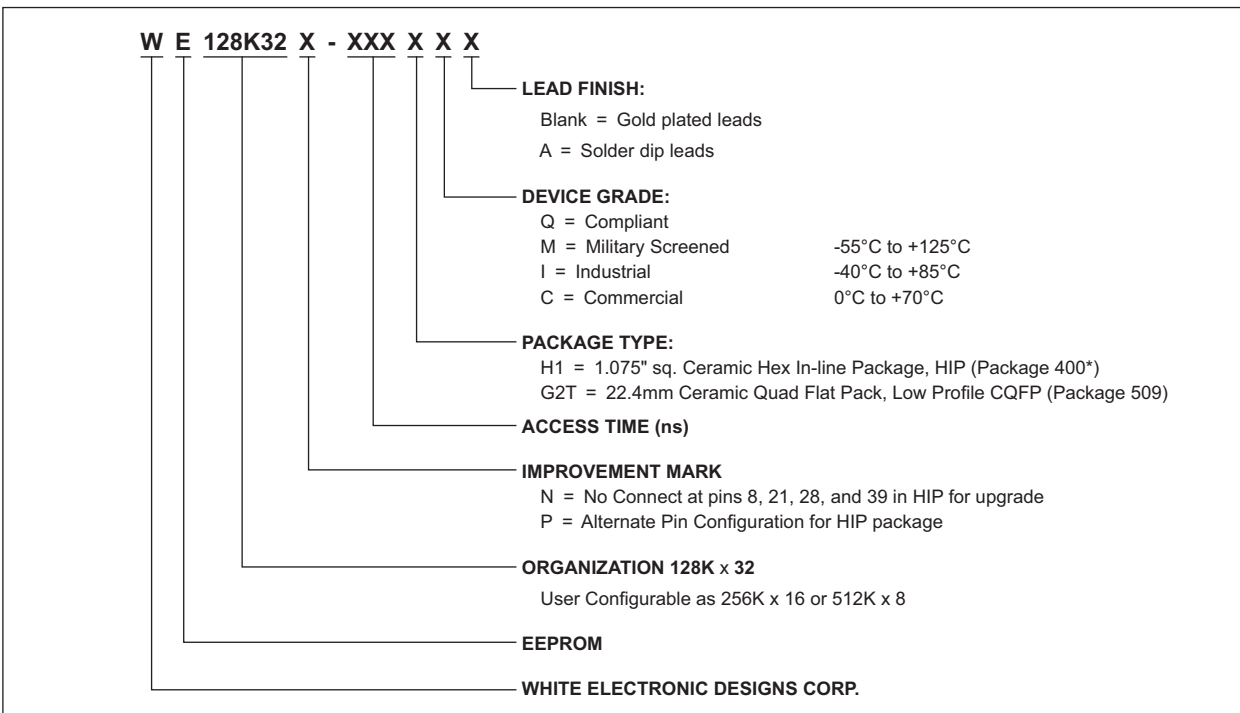 W E 128K32 X - XXX X X X
LEAD FINISH:
Blank = Gold plated leads
A = Solder dip leads
DEVICE GRADE:
Q = Compliant
M = Military Screened -55°C to +125°C
I = Industrial -40°C to +85°C
C = Commercial 0°C to +70°C
PACKAGE TYPE:
H1 = 1.075" sq. Ceramic Hex In-line Package, HIP (Package 400*)
G2T = 22.4mm Ceramic Quad Flat Pack, Low Profile CQFP (Package 509)
ACCESS TIME (ns)
IMPROVEMENT MARK
N = No Connect at pins 8, 21, 28, and 39 in HIP for upgrade
P = Alternate Pin Configuration for HIP package
ORGANIZATION 128K x 32
User Configurable as 256K x 16 or 512K x 8
EEPROM
WHITE ELECTRONIC DESIGNS CORP.